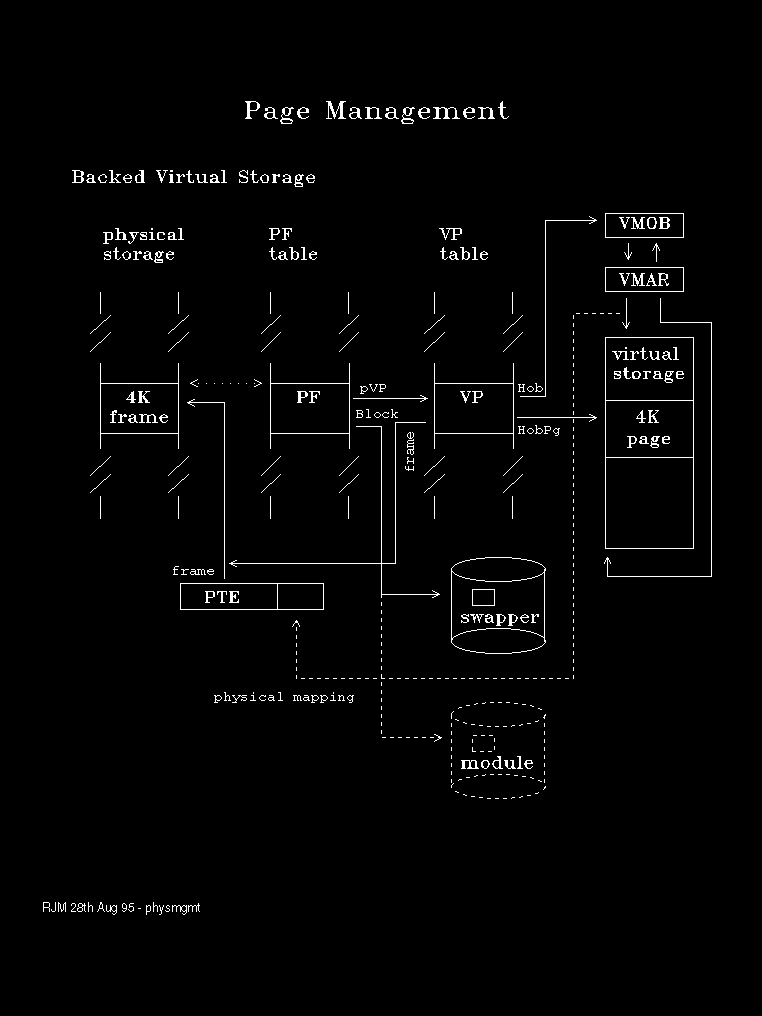 Page Management
Backed Virtual Storage
physical
storage
PF
table
VP
table
VMOB
VMAR
virtual
storage
4K
frame
PF
pVP
Block
VP
frame
Hob
HobPg
4K
page
frame
PTE
swapper
physical mapping
module
RJM 28th Aug 95 - physmgmt